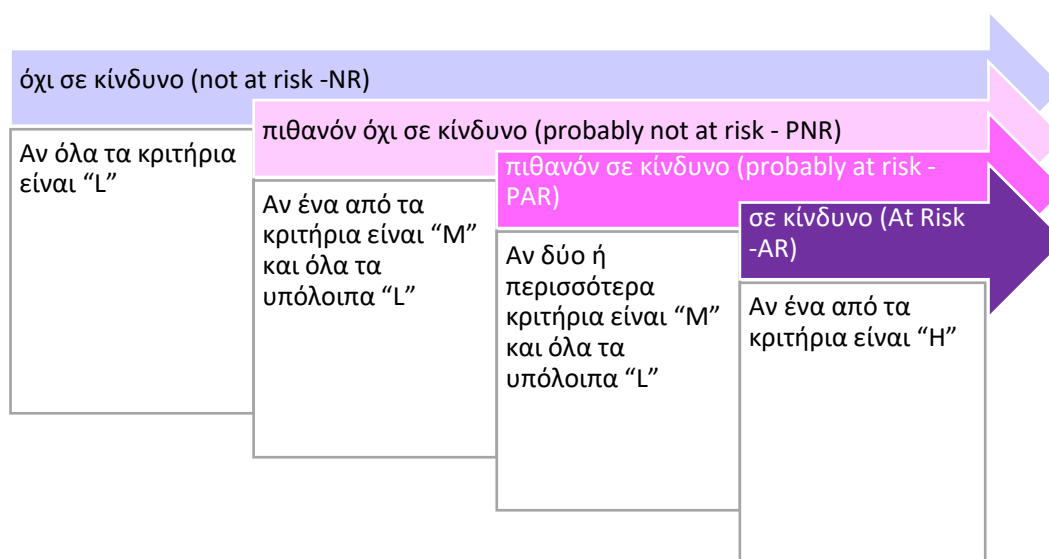 όχι σε κίνδυνο (not at risk -NR)
Αν όλα τα κριτήρια
είναι “L”
πιθανόν όχι σε κίνδυνο (probably not at risk - PNR)
Αν ένα από τα
κριτήρια είναι “M”
και όλα τα
υπόλοιπα “L”
πιθανόν σε κίνδυνο (probably at risk -
PAR)
Αν δύο ή
περισσότερα
κριτήρια είναι “M”
και όλα τα
υπόλοιπα “L”
σε κίνδυνο (At Risk
-AR)
Αν ένα από τα
κριτήρια είναι “H”